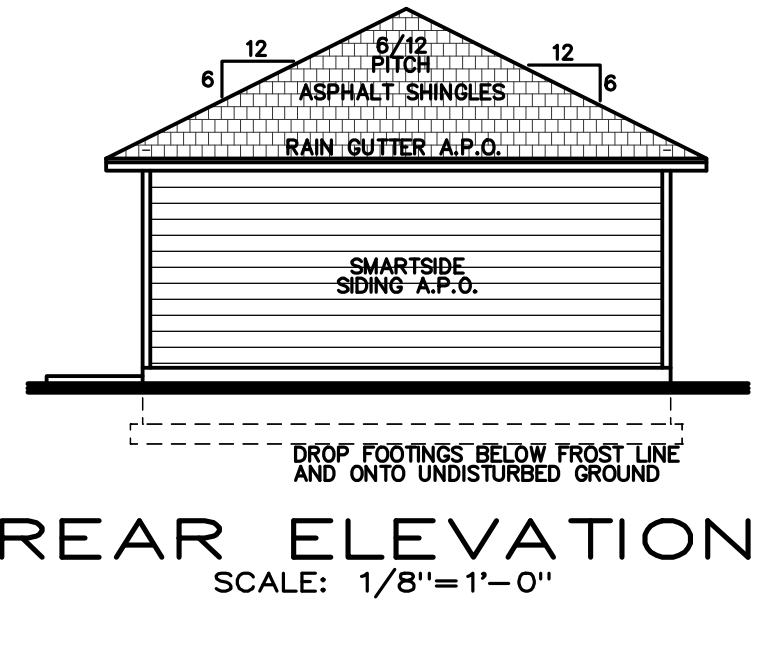 12
6/12
12
6
PITCH
6
ASPHALT SHINGLES
RAIN GUTTER A.P.O.
SMARTSIDE
SIDING A.P.O.
DROP FOOTINGS BELOW FROST LINE
AND ONTO UNDISTURBED GROUND
REAR ELEVATION
SCALE: 1/8"=1'-0"